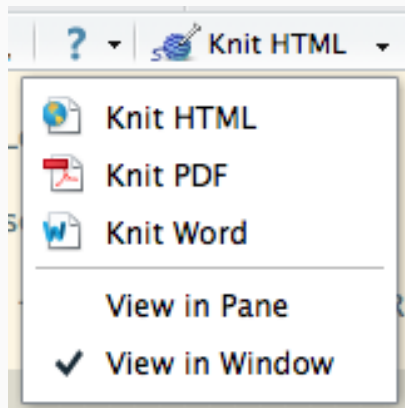 ? Knit HTML
Knit HTML
Knit PDF
Knit Word
View in Pane
View in Window